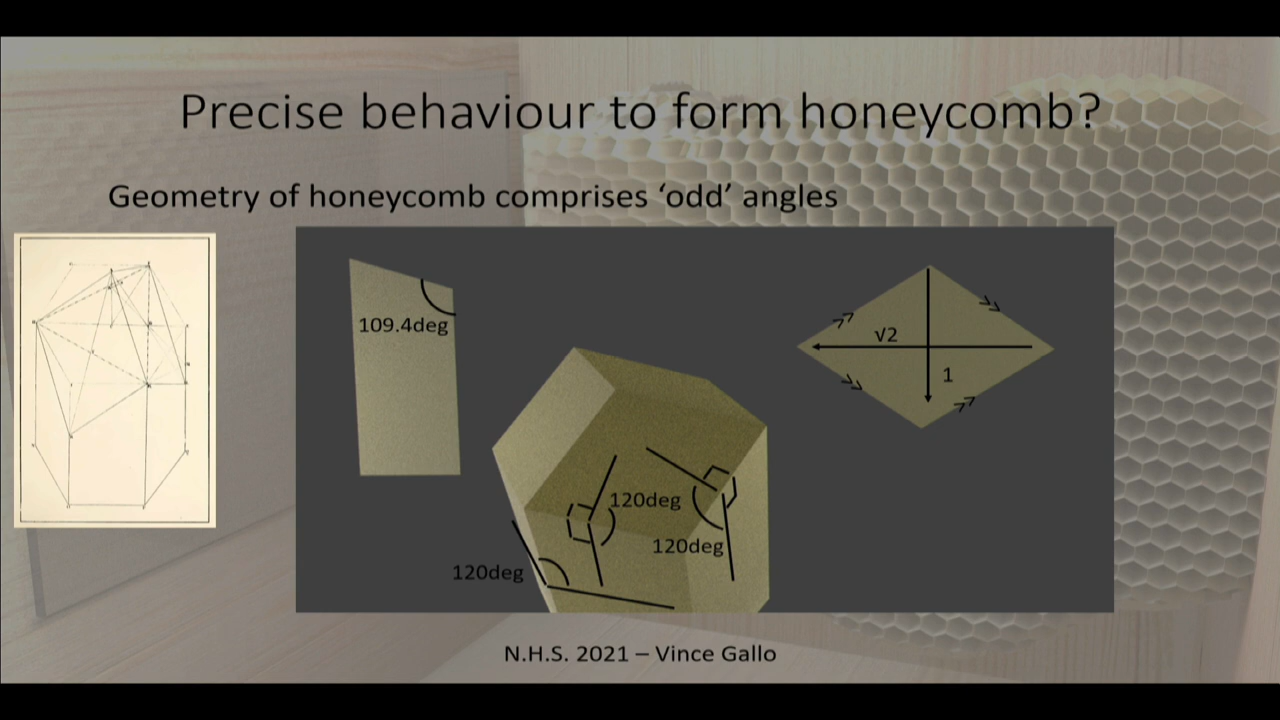 Precise behaviour to form honeycomb?
Geometry of honeycomb comprises ‘odd’ angles
109.4deg
√2
1
120deg
120deg
120deg
N.H.S. 2021 – Vince Gallo